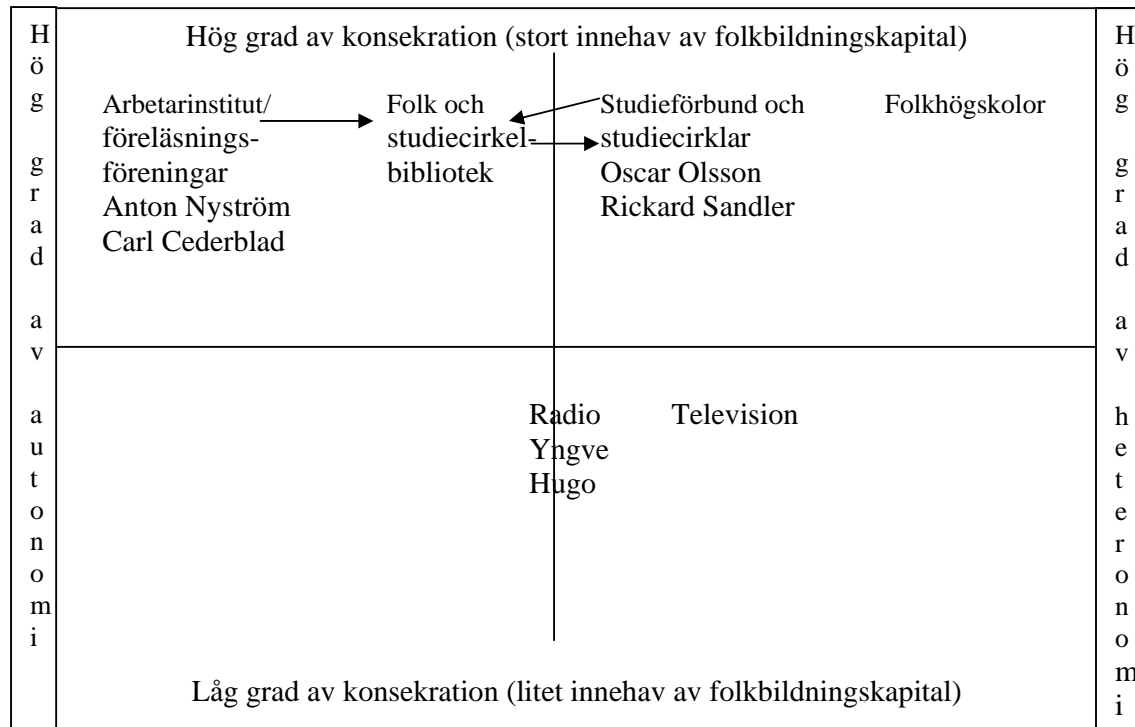 Hög grad av konsekration (stort innehav av folkbildningskapital)
Hög grad av autonomi
Arbetarinstitut/
föreläsnings-
föreningar
Anton Nyström
Carl Cederblad
Folk och
studiecirkel-
bibliotek
Studieförbund och
studiecirklar
Oscar Olsson
Rickard Sandler
Folkhögskolor
Hög grad av heteronomi
Radio
Yngve
Hugo
Television
Låg grad av konsekration (litet innehav av folkbildningskapital)